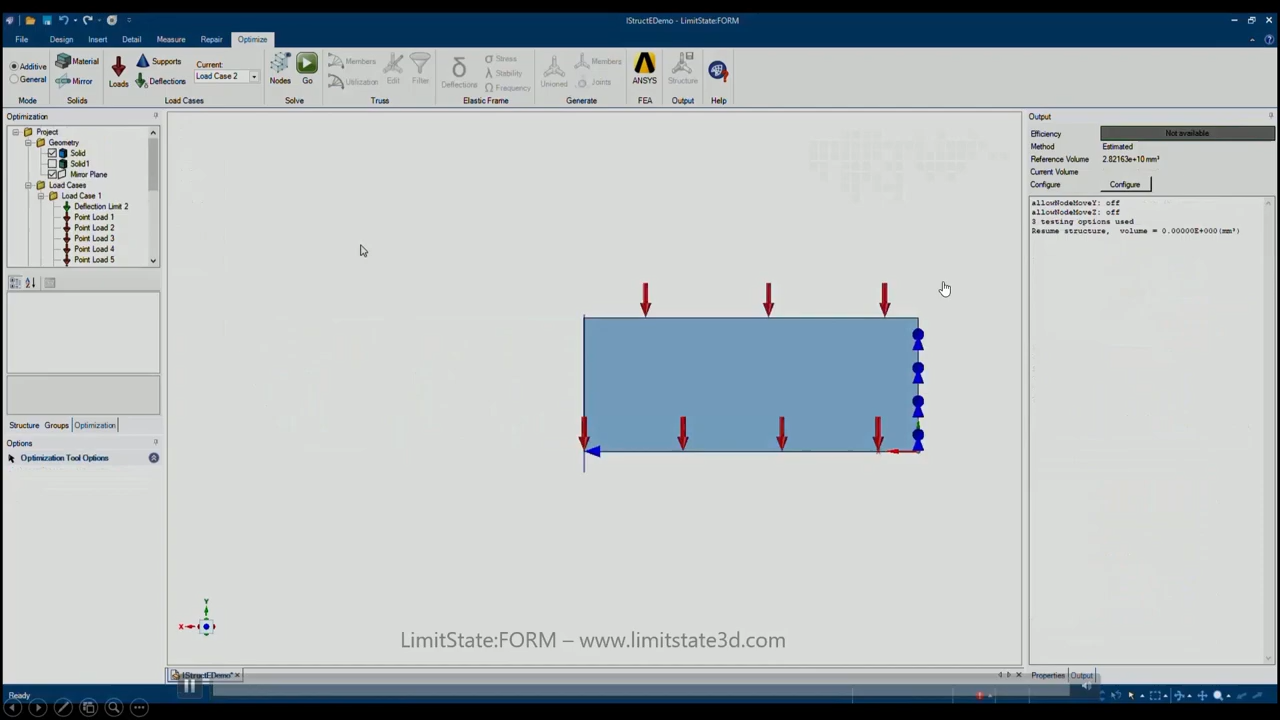 IStructEDemo - LimitState:FORM
File Design Insert Detail Measure Repair Optimize
Additive Material Supports Current: Members Stress Members
General Mirror Loads Deflections Load Case 2 Nodes Go Utilization Edit Filter Deflections Stability Frequency Unioned Joints ANSYS Structure Help
Mode Solids Load Cases Solve Truss Elastic Frame Generate FEA Output Help
Optimization
Project
Geometry
Solid
Solid1
Mirror Plane
Load Cases
Load Case 1
Deflection Limit 2
Point Load 1
Point Load 2
Point Load 3
Point Load 4
Point Load 5
Structure Groups Optimization
Options
Optimization Tool Options
Output
Efficiency Not available
Method Estimated
Reference Volume 2.82163e+10 mm³
Current Volume
Configure Configure
allowNodeMoveY: off
allowNodeMoveZ: off
3 testing options used
Resume structure, volume = 0.00000E+000(mm³)
Y
X
LimitState:FORM – www.limitstate3d.com
IStructEDemo*
Properties Output
Ready